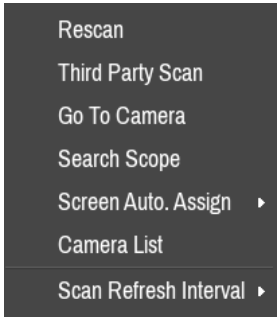 Rescan
Third Party Scan
Go To Camera
Search Scope
Screen Auto. Assign
Camera List
Scan Refresh Interval